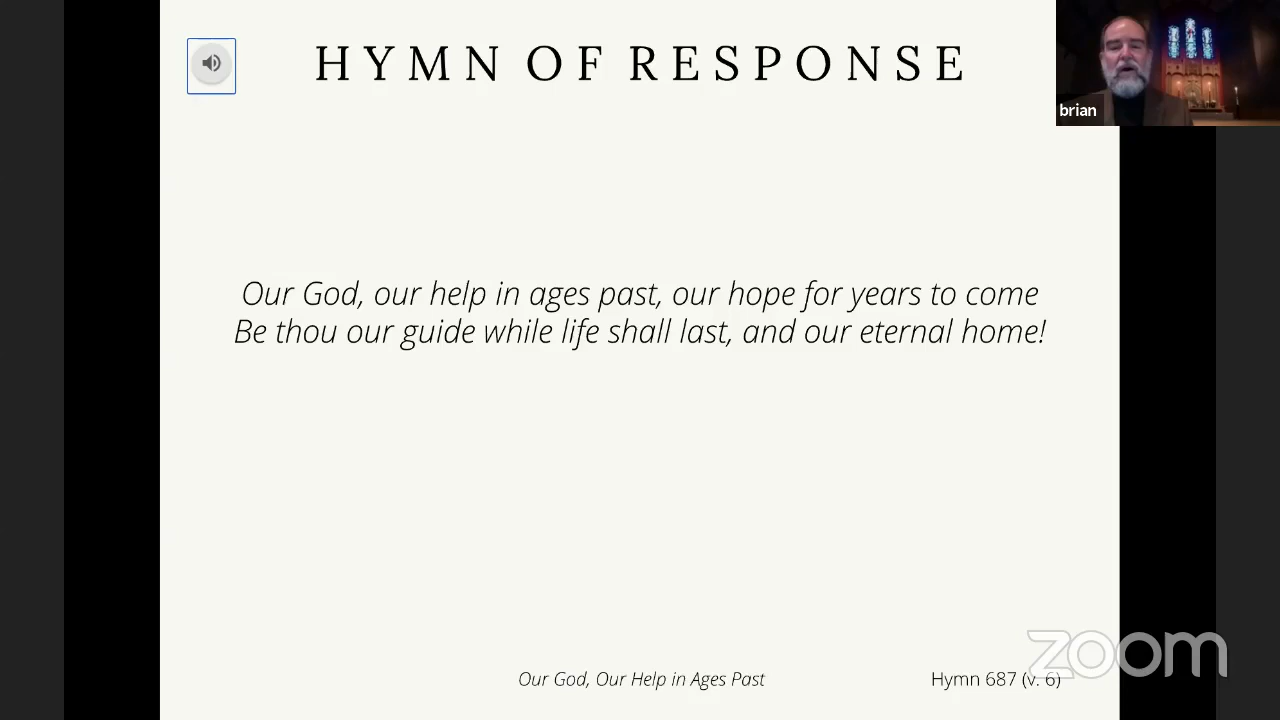 HYMN OF RESPONSE
brian
Our God, our help in ages past, our hope for years to come
Be thou our guide while life shall last, and our eternal home!
Our God, Our Help in Ages Past
Hymn 687 (v. 6)
zoom